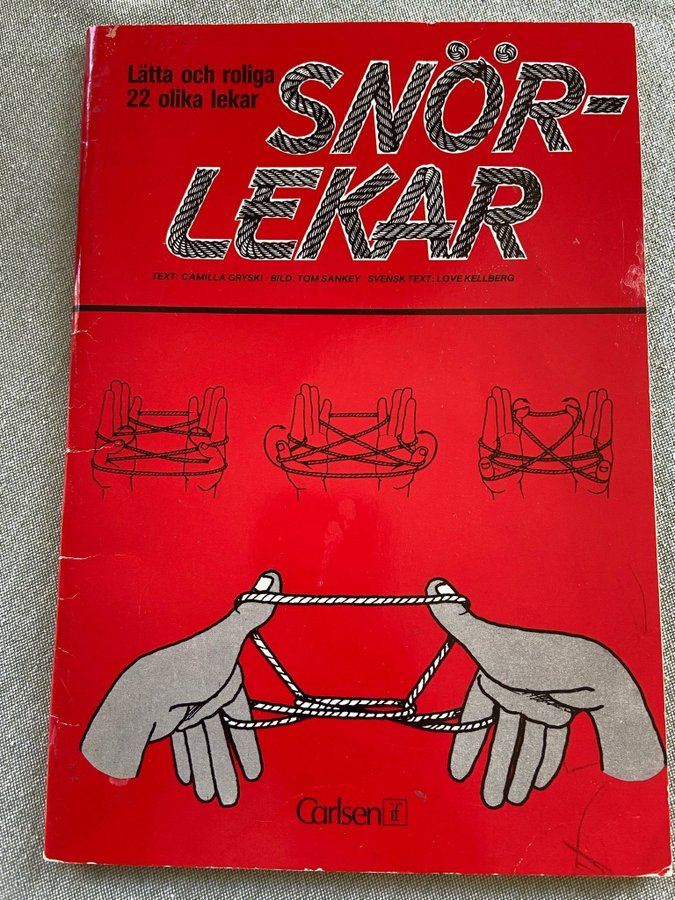 Lätta och roliga
22 olika lekar
SNÖR-
LEKAR
TEXT: CAMILLA GRYSKI · BILD: TOM SANKEY · SVENSK TEXT: LOVE KELLBERG
Carlsen if